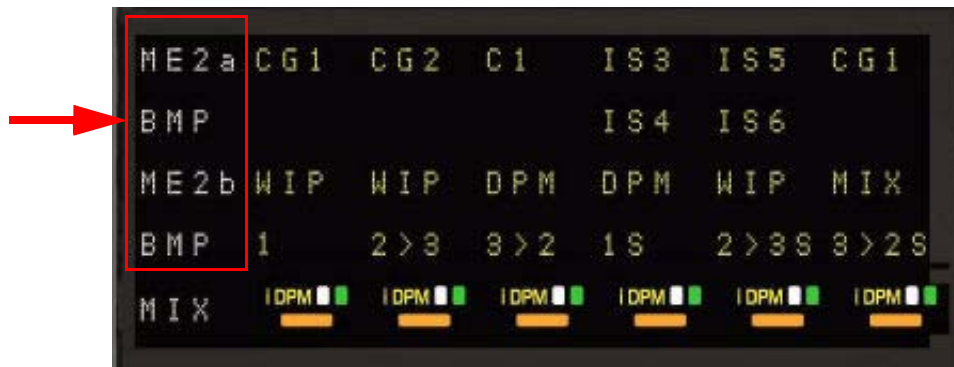 ME2a CG1 CG2 C1 IS3 IS5 CG1
BMP IS4 IS6
ME2b WIP WIP DPM DPM WIP MIX
BMP 1 2>3 3>2 1S 2>3S 3>2S
MIX IDPM IDPM IDPM IDPM IDPM IDPM